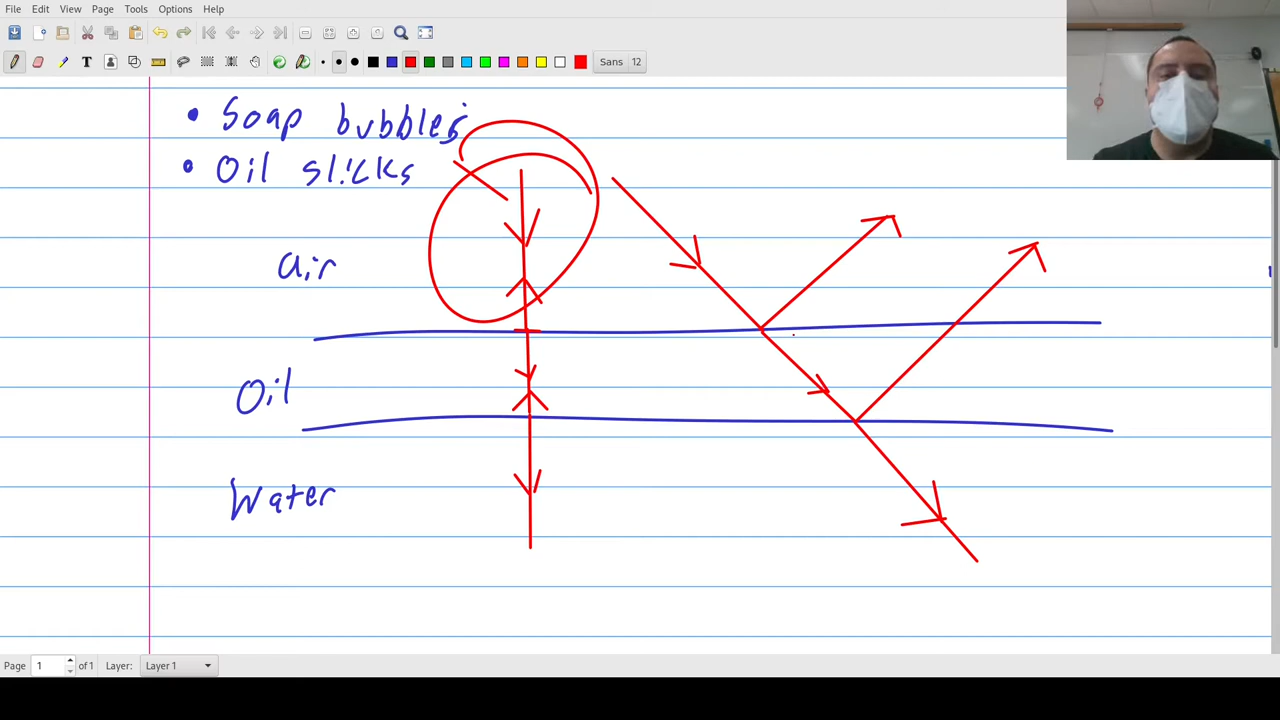 File Edit View Page Tools Options Help
T Sans 12
• Soap bubbles
• Oil slicks
air
Oil
Water
Page 1 of 1 Layer: Layer 1